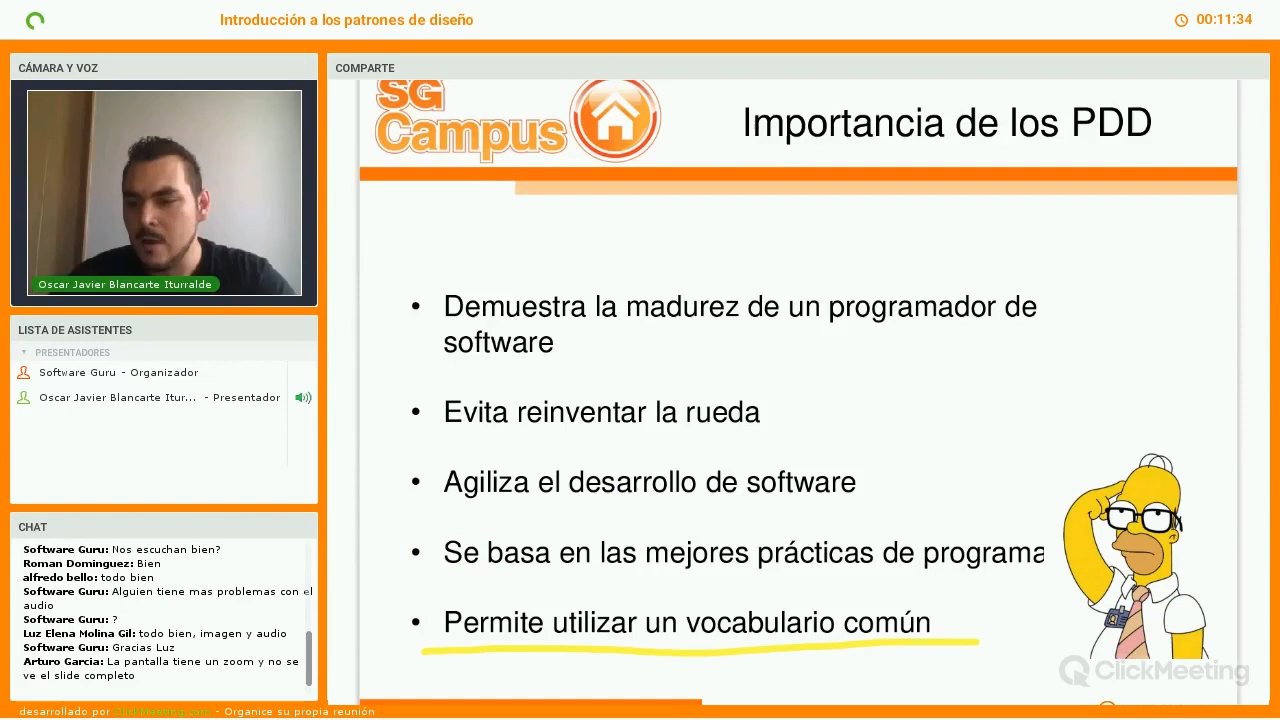 Introducción a los patrones de diseño
00:11:34
CÁMARA Y VOZ
Oscar Javier Blancarte Iturralde
LISTA DE ASISTENTES
PRESENTADORES
Software Guru - Organizador
Oscar Javier Blancarte Itur... - Presentador
CHAT
Software Guru: Nos escuchan bien?
Roman Dominguez: Bien
alfredo bello: todo bien
Software Guru: Alguien tiene mas problemas con el
audio
Software Guru: ?
Luz Elena Molina Gil: todo bien, imagen y audio
Software Guru: Gracias Luz
Arturo Garcia: La pantalla tiene un zoom y no se
ve el slide completo
COMPARTE
SG
Campus
Importancia de los PDD
• Demuestra la madurez de un programador de
software
• Evita reinventar la rueda
• Agiliza el desarrollo de software
• Se basa en las mejores prácticas de programa
• Permite utilizar un vocabulario común
ClickMeeting
desarrollado por ClickMeeting.com - Organice su propia reunión